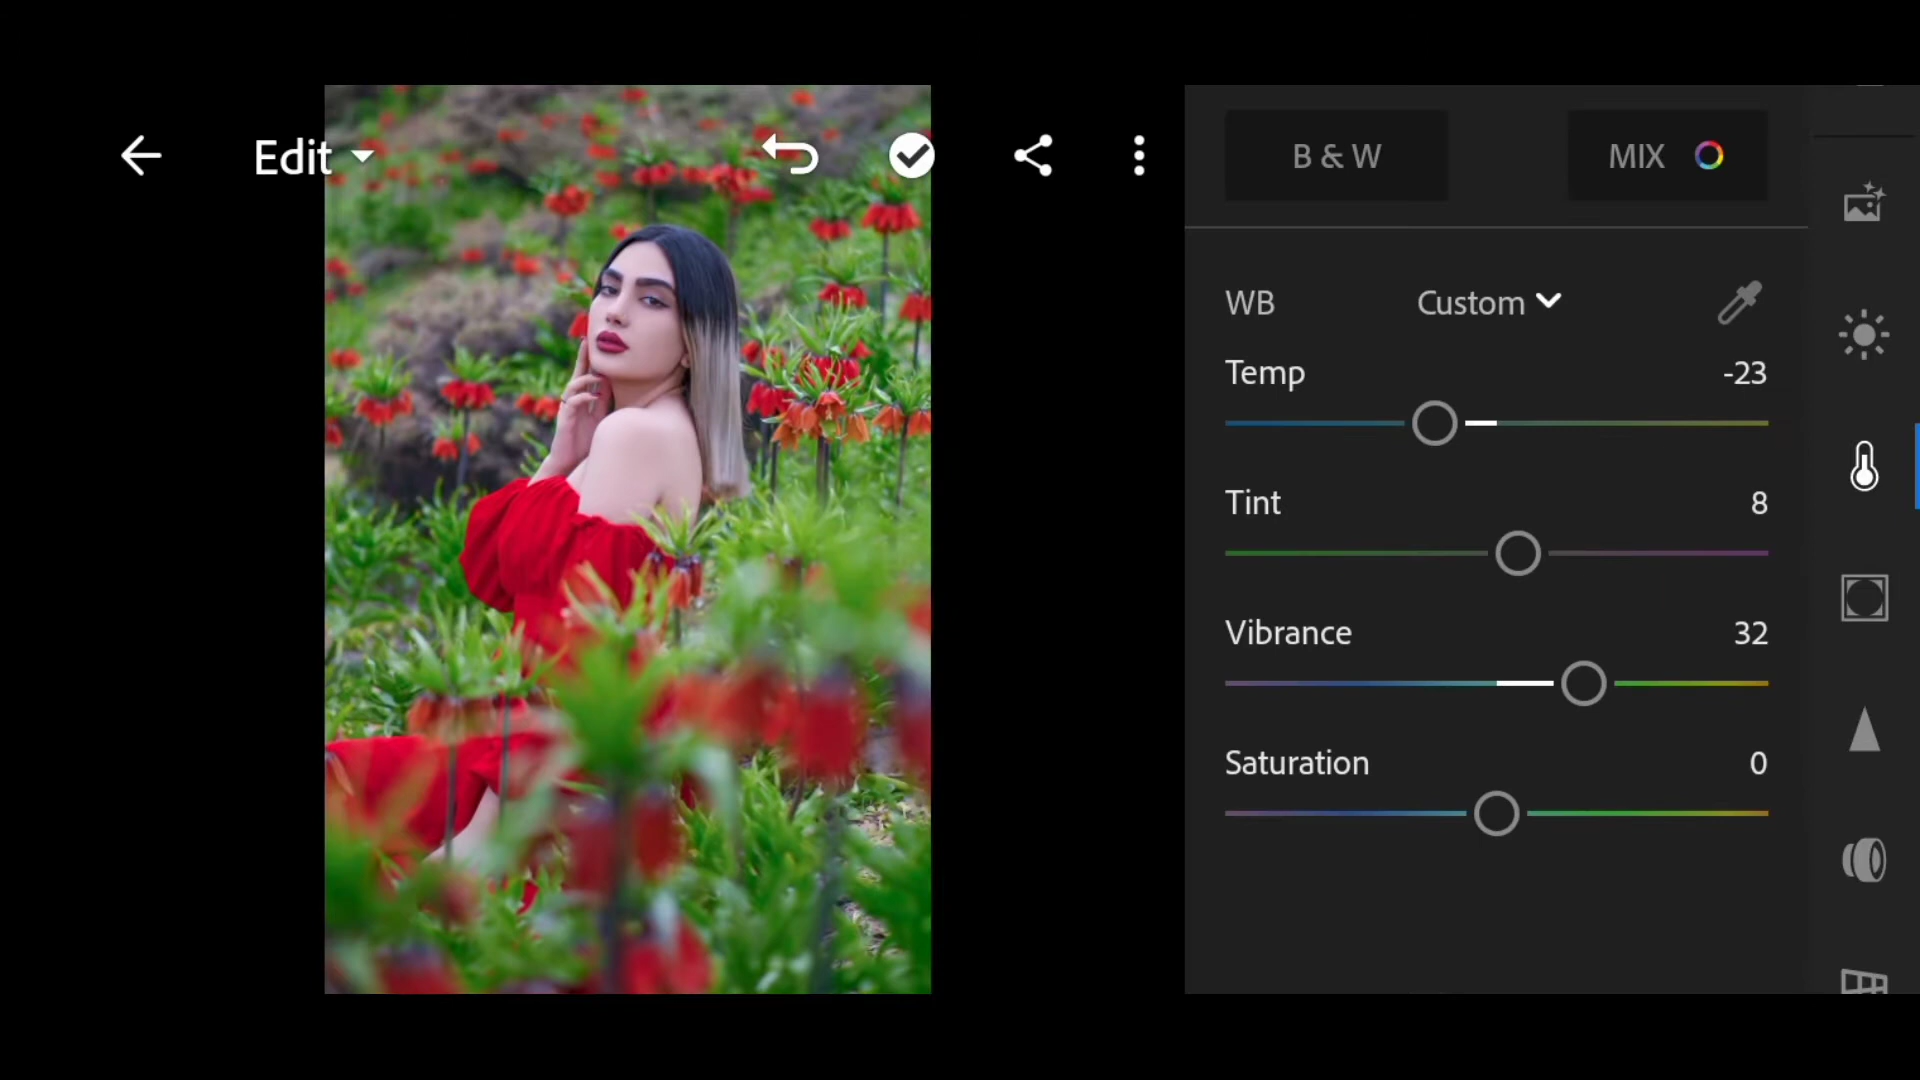 Edit
B & W
MIX
WB Custom
Temp -23
Tint 8
Vibrance 32
Saturation 0